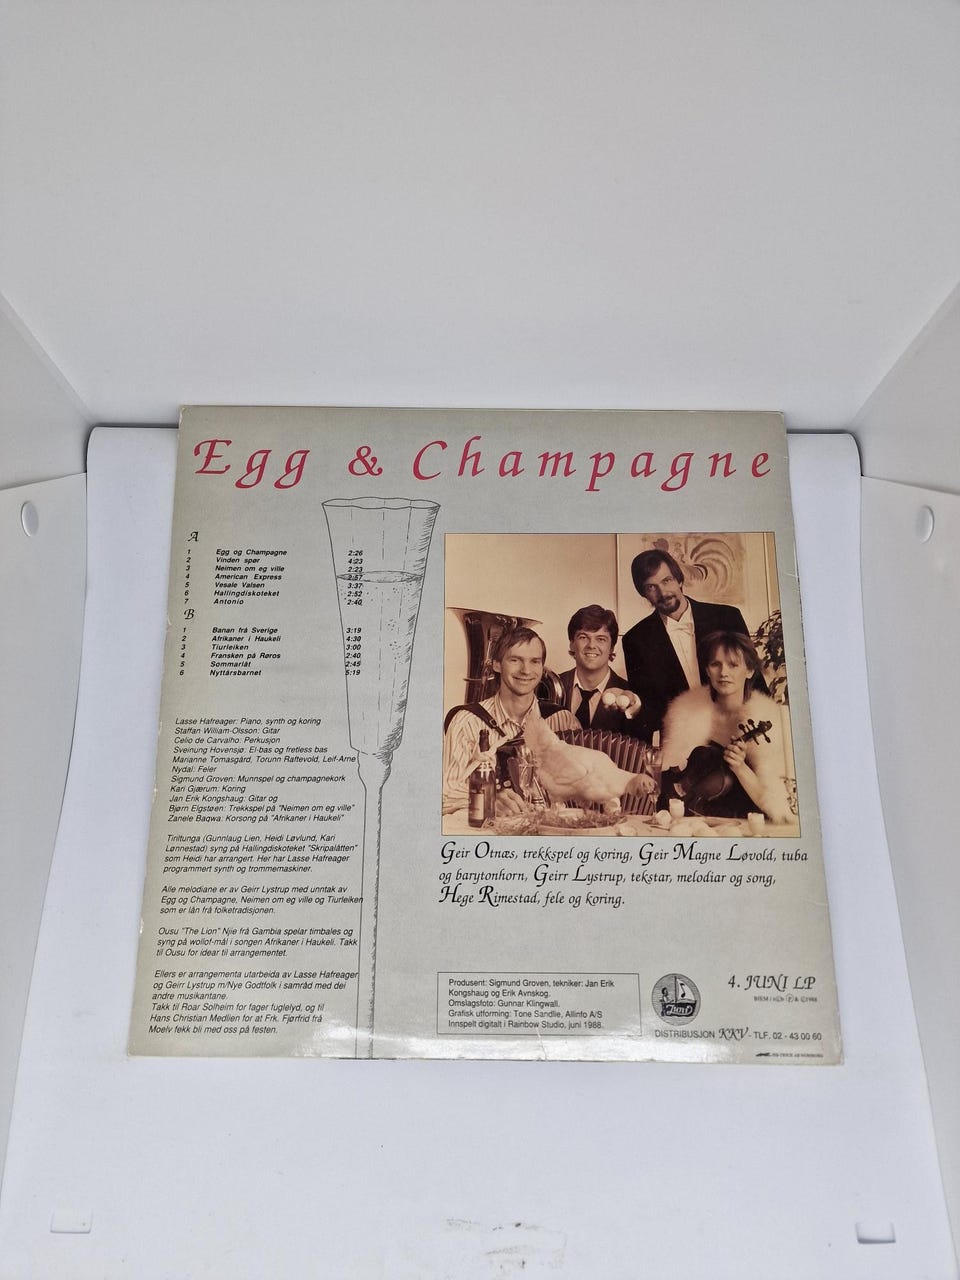 Egg & Champagne
A
1 Egg og Champagne 2:26
2 Vinden spør 4:23
3 Neimen om eg ville 2:23
4 American Express 2:57
5 Vesale Valsen 3:37
6 Hallingdiskoteket 2:52
7 Antonio 2:40
B
1 Banan frå Sverige 3:19
2 Afrikaner i Haukeli 4:30
3 Tiurleiken 3:00
4 Fransken på Røros 2:40
5 Sommarlåt 2:45
6 Nyttårsbarnet 5:19
Lasse Hafreager: Piano, synth og koring
Staffan William-Olsson: Gitar
Celio de Carvalho: Perkusjon
Sveinung Hovensjø: El-bas og fretless bas
Marianne Tomasgård, Torunn Raftevold, Leif-Arne
Nydal: Feler
Sigmund Groven: Munnspel og champagnekork
Kari Gjærum: Koring
Jan Erik Kongshaug: Gitar og
Bjørn Elgstøen: Trekkspel på "Neimen om eg ville"
Zanele Baqwa: Korsong på "Afrikaner i Haukeli"
Tiriltunga (Gunnlaug Lien, Heidi Løvlund, Kari
Lønnestad) syng på Hallingdiskoteket "Skripalåtten"
som Heidi har arrangert. Her har Lasse Hafreager
programmert synth og trommemaskiner.
Alle melodiane er av Geirr Lystrup med unntak av
Egg og Champagne, Neimen om eg ville og Tiurleiken
som er lån frå folketradisjonen.
Ousu "The Lion" Njie frå Gambia spelar timbales og
syng på wollof-mål i songen Afrikaner i Haukeli. Takk
til Ousu for idear til arrangementet.
Ellers er arrangementa utarbeida av Lasse Hafreager
og Geirr Lystrup m/Nye Godtfolk i samråd med dei
andre musikantane.
Takk til Roar Solheim for fager fuglelyd, og til
Hans Christian Medlien for at Frk. Fjørfrid frå
Moelv fekk bli med oss på festen.
Geir Otnæs, trekkspel og koring, Geir Magne Løvold, tuba
og barytonhorn, Geirr Lystrup, tekstar, melodiar og song,
Hege Rimestad, fele og koring.
Produsent: Sigmund Groven, tekniker: Jan Erik
Kongshaug og Erik Avnskog.
Omslagsfoto: Gunnar Klingwall.
Grafisk utforming: Tone Sandlie, Allinfo A/S
Innspelt digitalt i Rainbow Studio, juni 1988.
Juni
4. JUNI LP
BIEM / n©b Ⓟ & ©1988
DISTRIBUSJON KKV - TLF. 02 - 43 00 60